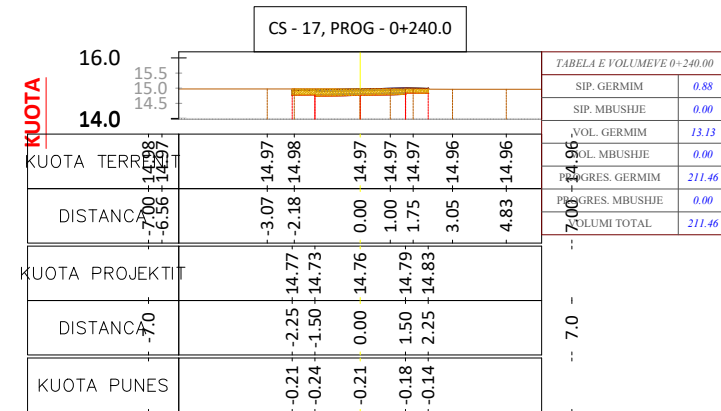 CS - 17, PROG - 0+240.0
16.0
15.5
15.0
14.5
14.0
KUOTA
TABELA E VOLUMEVE 0+240.00
SIP. GERMIM 0.88
SIP. MBUSHJE 0.00
VOL. GERMIM 13.13
VOL. MBUSHJE 0.00
PROGRES. GERMIM 211.46
PROGRES. MBUSHJE 0.00
VOLUMI TOTAL 211.46
KUOTA TERRENIT 14.98 14.97 14.97 14.98 14.97 14.97 14.97 14.96 14.96 14.96
DISTANCA -7.00 -6.56 -3.07 -2.18 0.00 1.00 1.75 3.05 4.83 7.00
KUOTA PROJEKTIT 14.77 14.73 14.76 14.79 14.83
DISTANCA -7.0 -2.25 -1.50 0.00 1.50 2.25 7.0
KUOTA PUNES -0.21 -0.24 -0.21 -0.18 -0.14